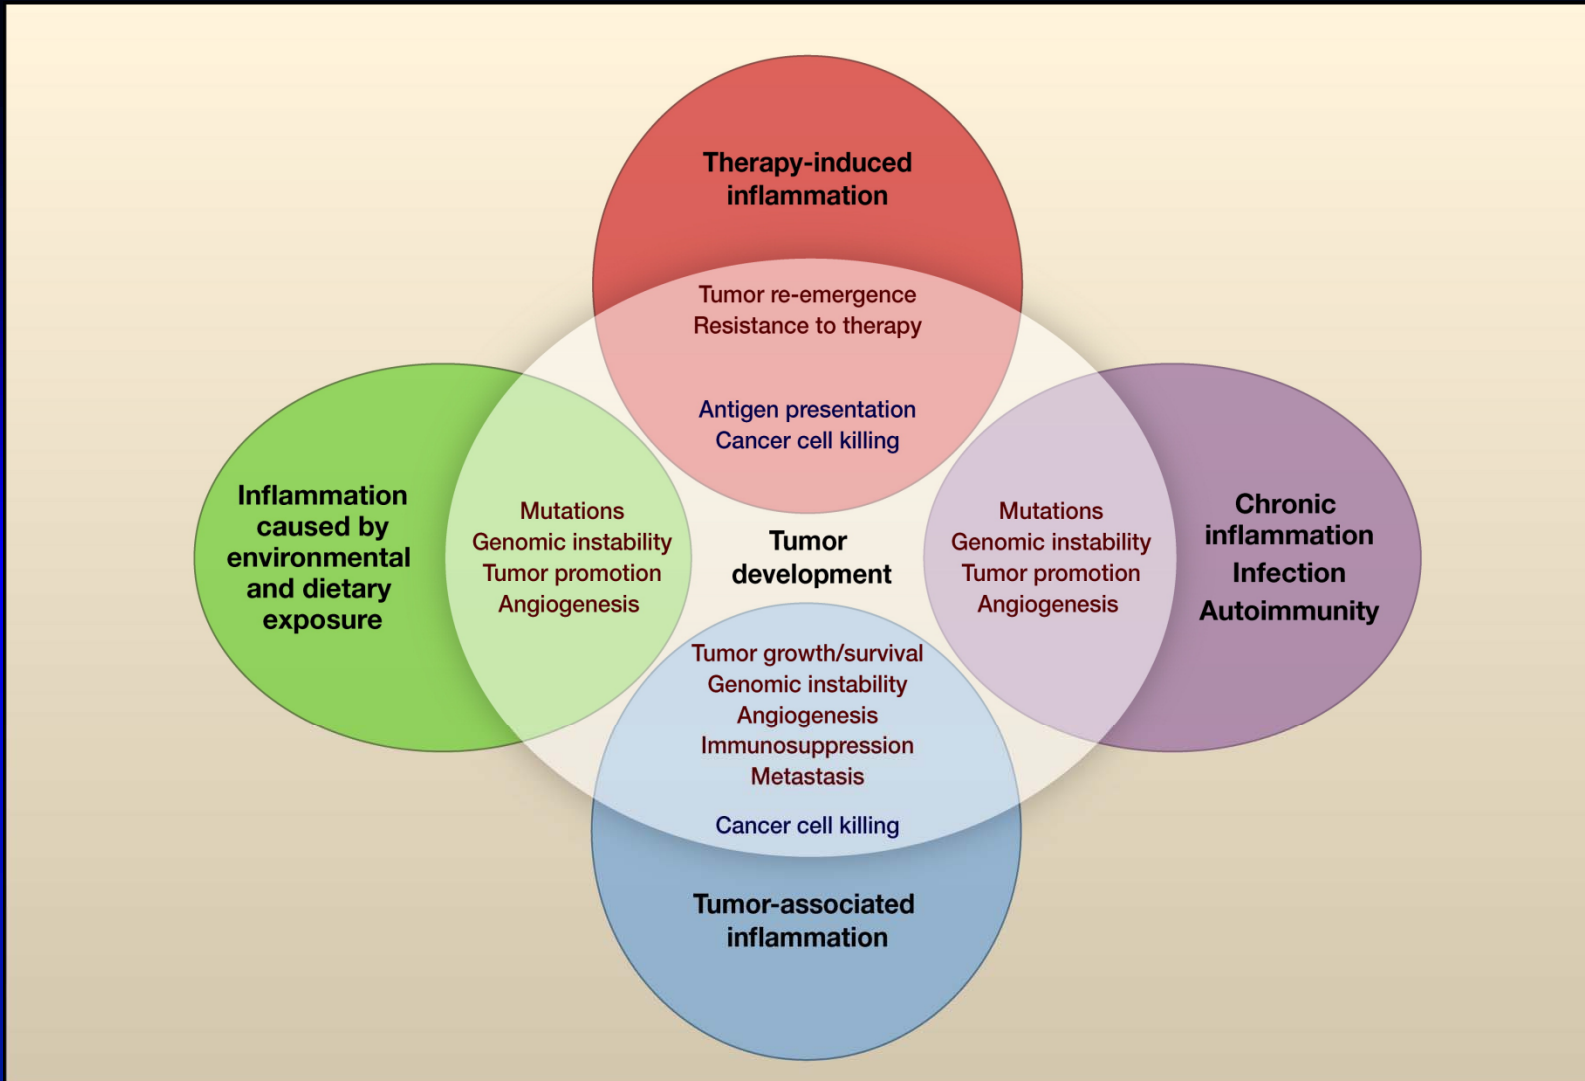 Therapy-induced
inflammation
Tumor re-emergence
Resistance to therapy
Antigen presentation
Cancer cell killing
Inflammation
caused by
environmental
and dietary
exposure
Mutations
Genomic instability
Tumor promotion
Angiogenesis
Tumor
development
Mutations
Genomic instability
Tumor promotion
Angiogenesis
Chronic
inflammation
Infection
Autoimmunity
Tumor growth/survival
Genomic instability
Angiogenesis
Immunosuppression
Metastasis
Cancer cell killing
Tumor-associated
inflammation